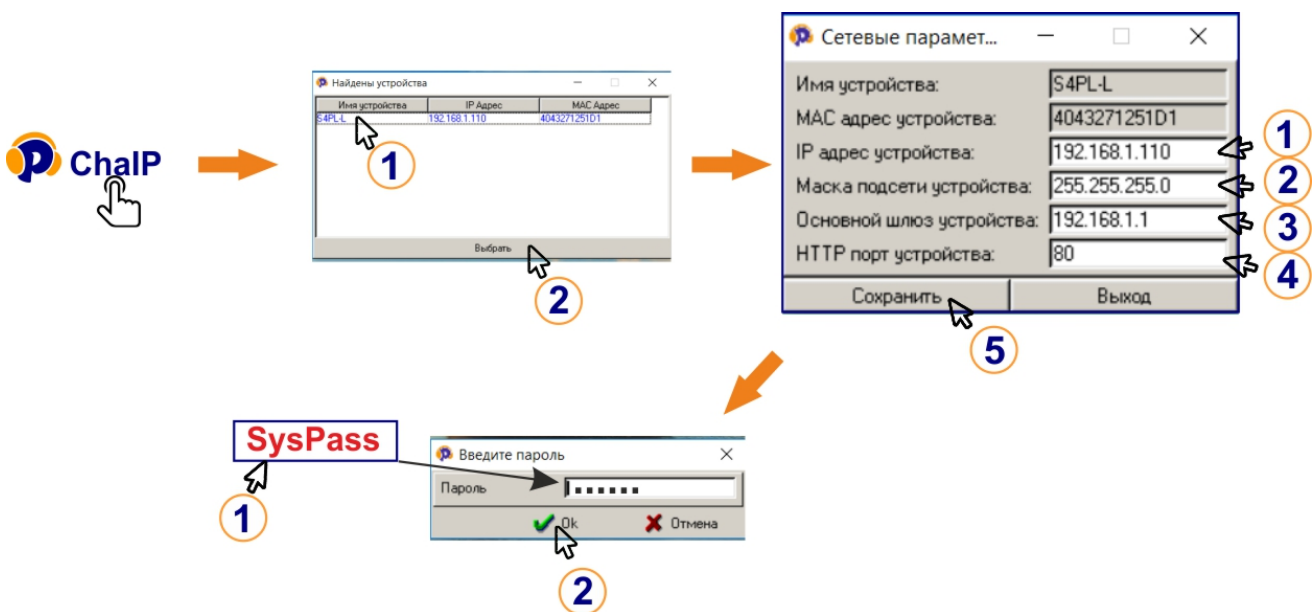 ChaIP
Найдены устройства
Имя устройства IP Адрес MAC Адрес
S4PL-L 192.168.1.110 4043271251D1
1
Выбрать
2
Сетевые парамет...
Имя устройства: S4PL-L
MAC адрес устройства: 4043271251D1
IP адрес устройства: 192.168.1.110 1
Маска подсети устройства: 255.255.255.0 2
Основной шлюз устройства: 192.168.1.1 3
HTTP порт устройства: 80 4
Сохранить Выход
5
SysPass
1
Введите пароль
Пароль
Ok Отмена
2